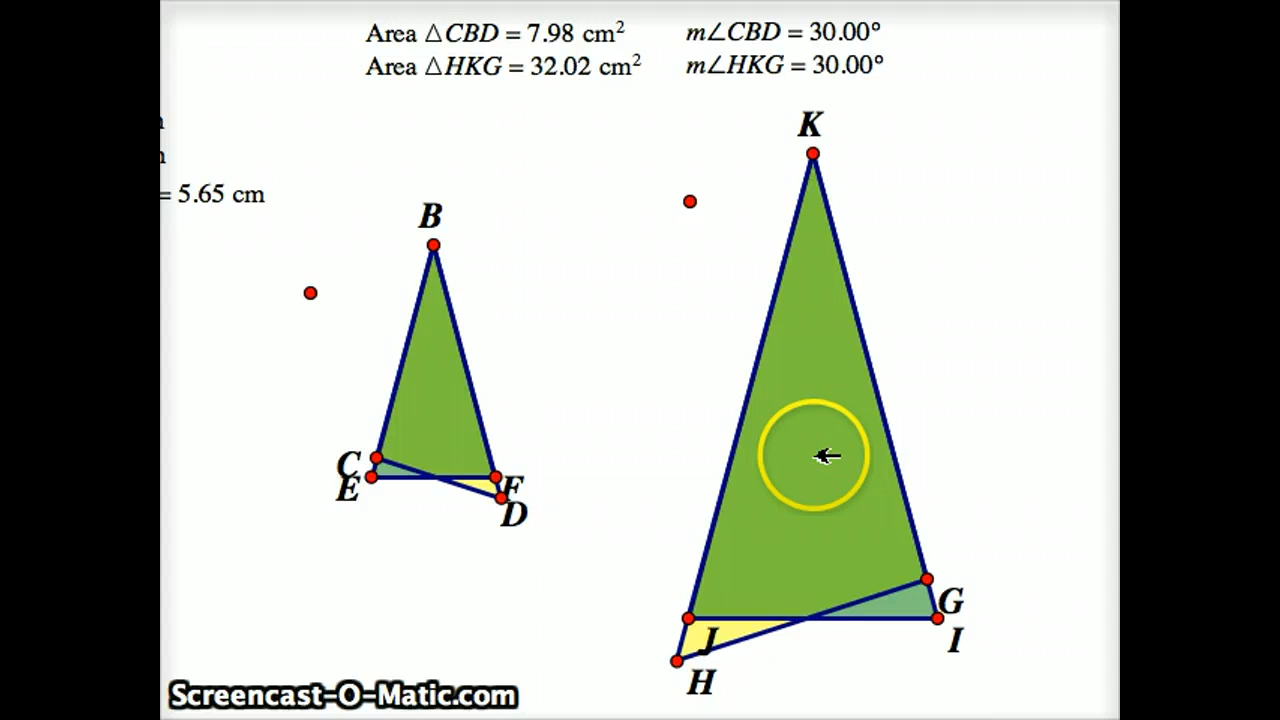 Area △CBD = 7.98 cm²
m∠CBD = 30.00°
Area △HKG = 32.02 cm²
m∠HKG = 30.00°
= 5.65 cm
K
B
C
E
F
D
G
J
I
H
Screencast-O-Matic.com